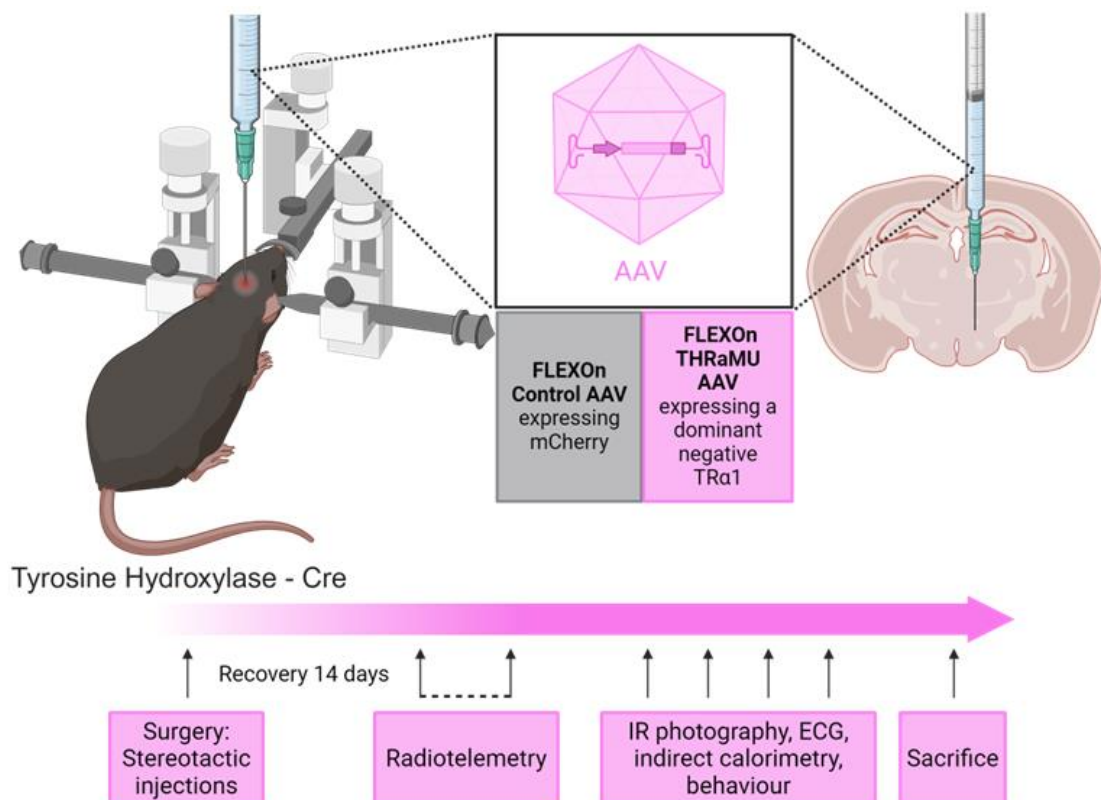 AAV
FLEXOn
Control AAV
expressing
mCherry
FLEXOn
THRaMU
AAV
expressing a
dominant
negative
TRα1
Tyrosine Hydroxylase - Cre
Recovery 14 days
Surgery:
Stereotactic
injections
Radiotelemetry
IR photography, ECG,
indirect calorimetry,
behaviour
Sacrifice